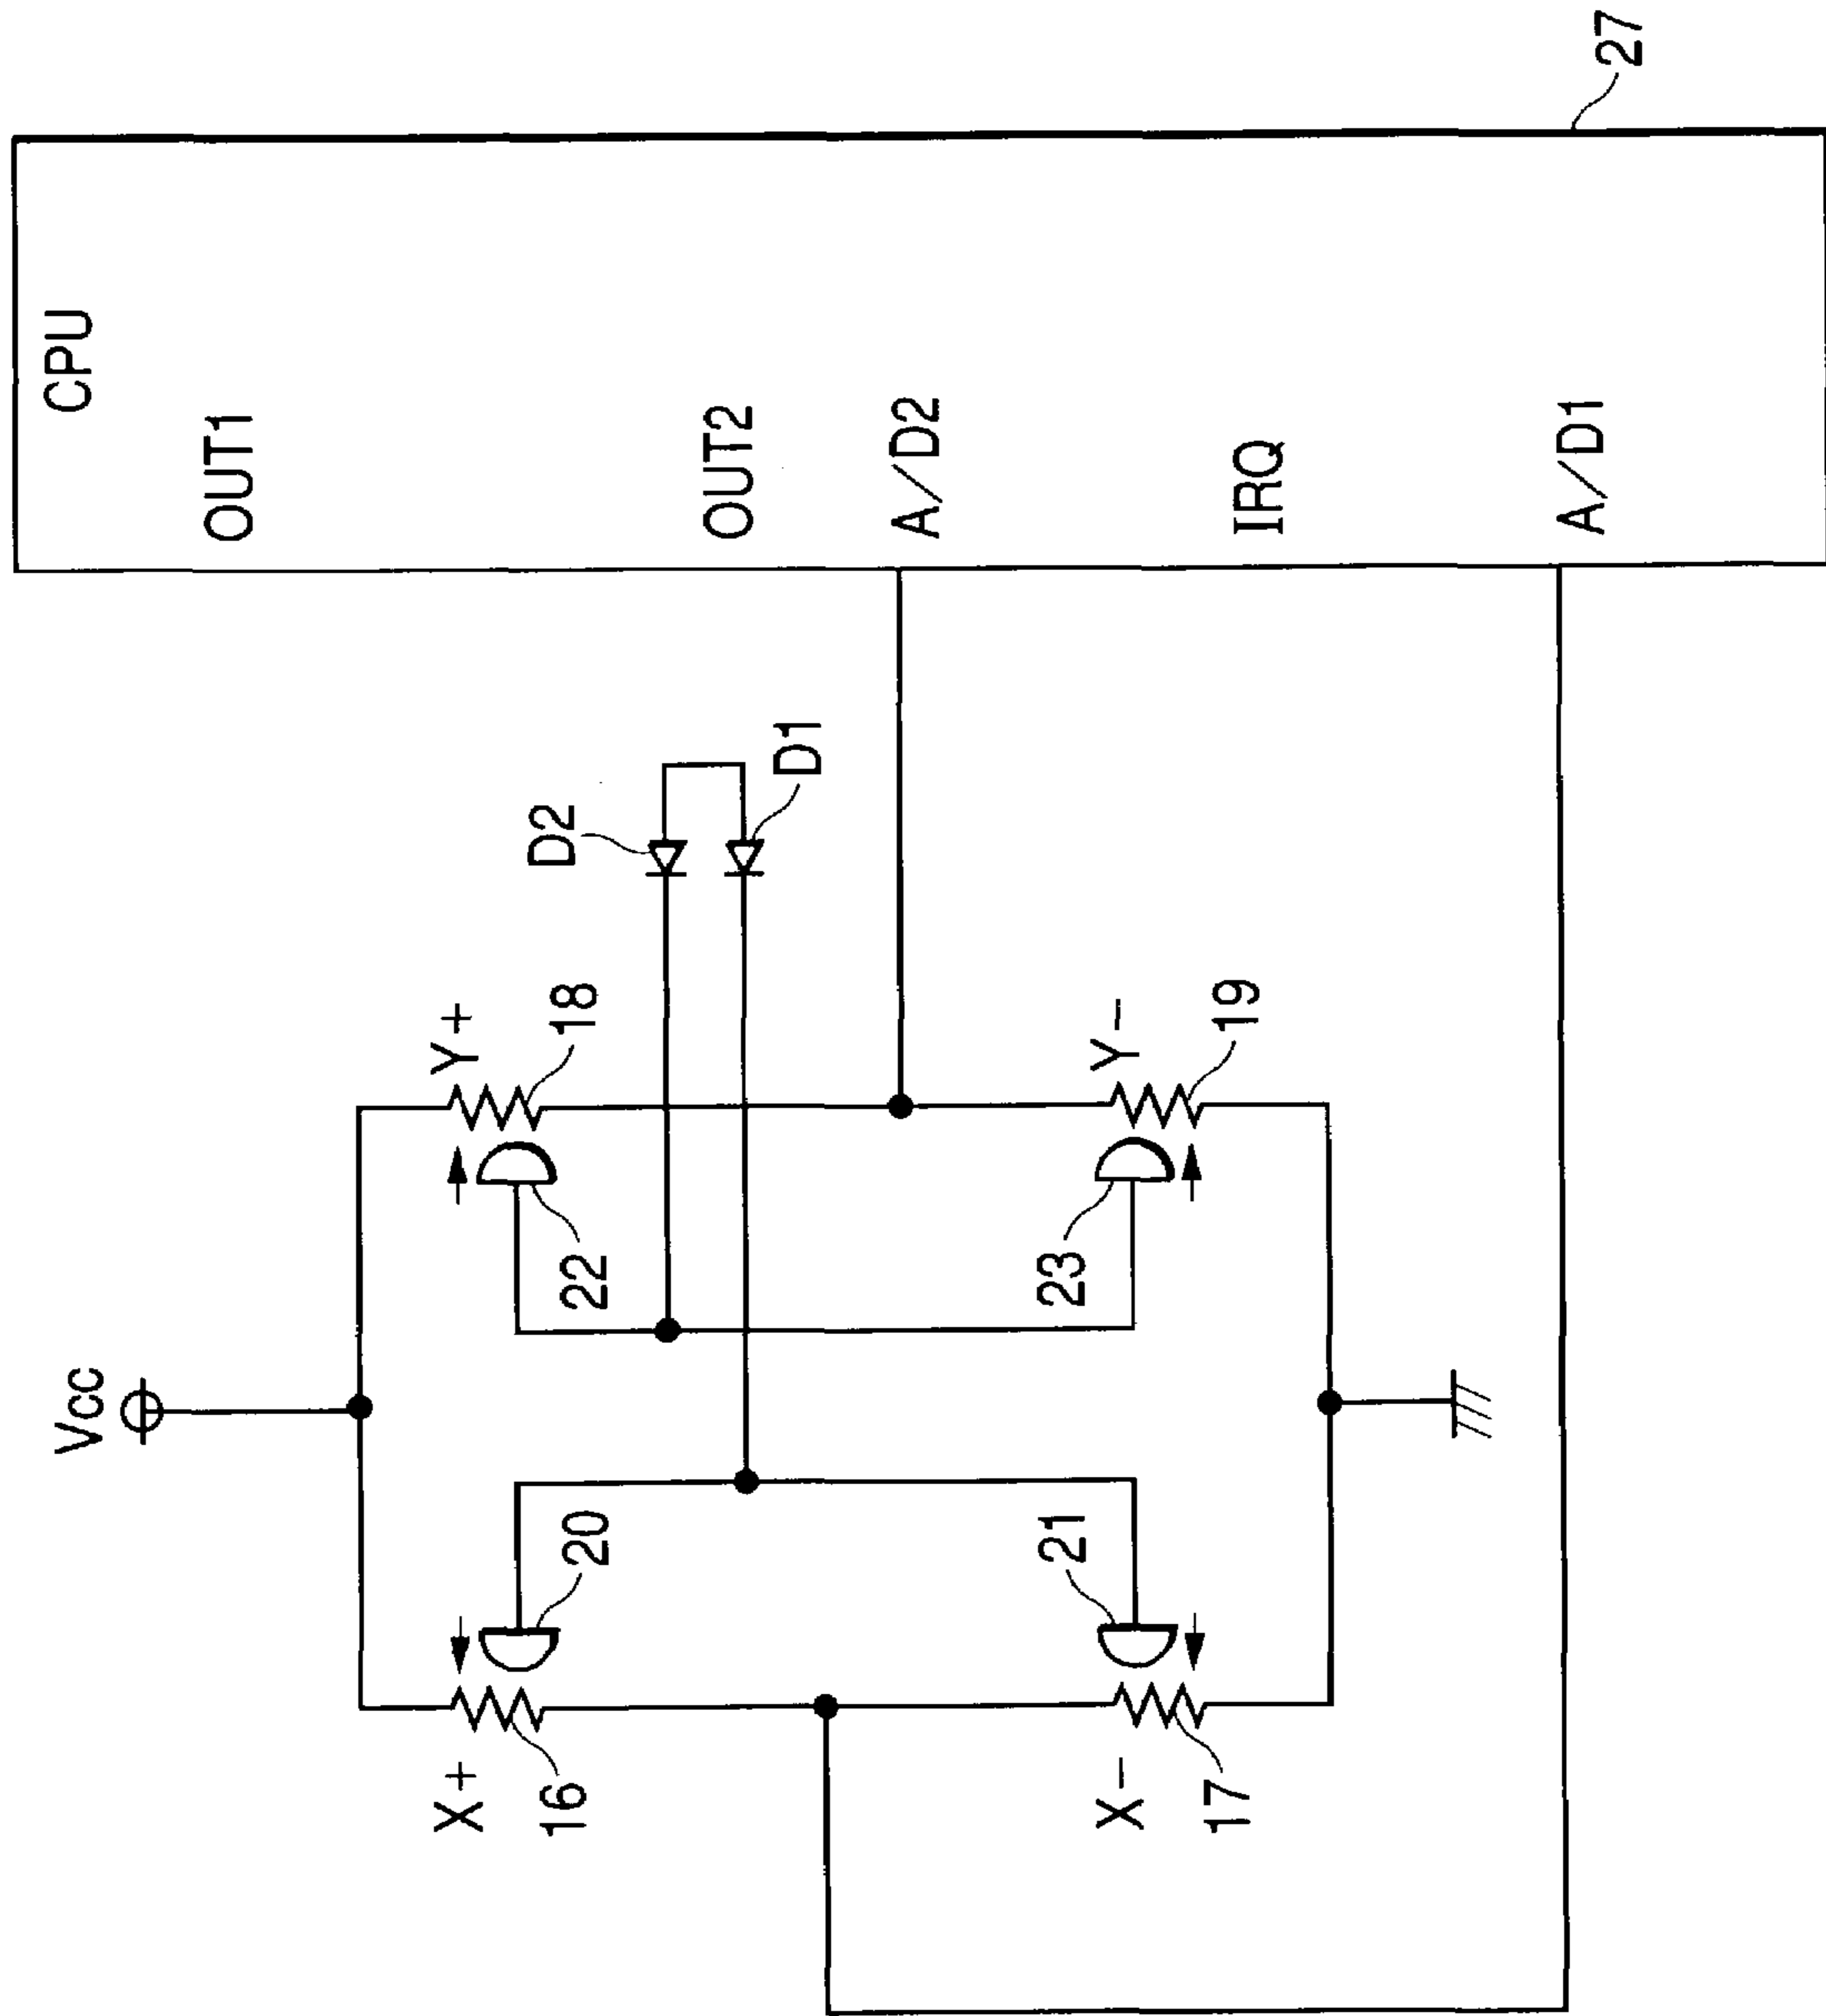 CPU
OUT1
OUT2
A/D2
IRQ
A/D1
27
Vcc
X+
16
20
22
Y+
18
D2
D1
X-
17
21
23
Y-
19